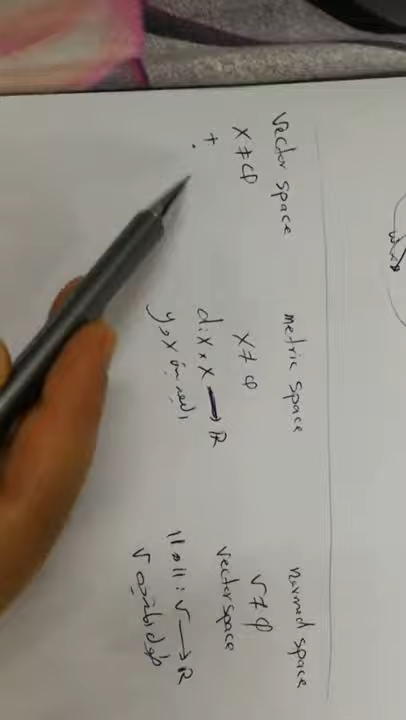 vector space
X ≠ φ
+
.
metric space
X ≠ φ
d: X × X → R
normed space
V ≠ φ
vector space
||•||: V → R